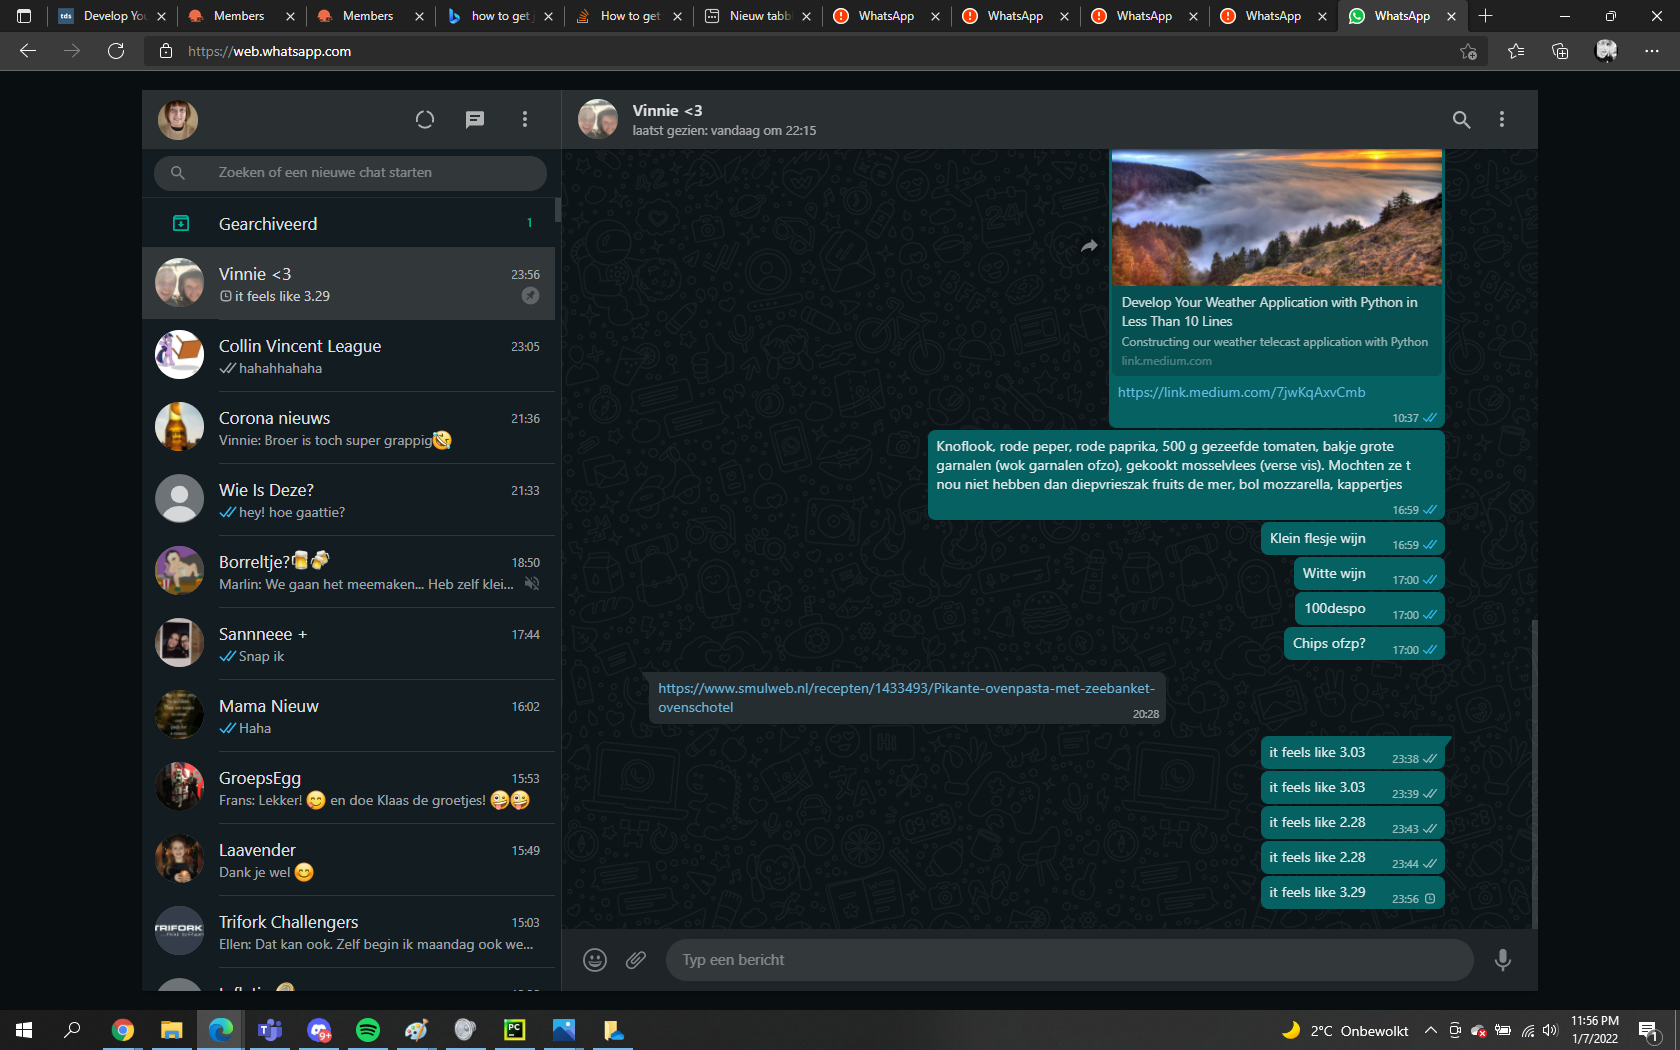 Develop You
Members
Members
how to get j
How to get
Nieuw tabbl
WhatsApp
WhatsApp
WhatsApp
WhatsApp
WhatsApp
https://web.whatsapp.com
Zoeken of een nieuwe chat starten
Gearchiveerd 1
Vinnie <3 23:56
it feels like 3.29
Collin Vincent League 23:05
hahahhahaha
Corona nieuws 21:36
Vinnie: Broer is toch super grappig🤣
Wie Is Deze? 21:33
hey! hoe gaattie?
Borreltje?🍺🍻 18:50
Marlin: We gaan het meemaken... Heb zelf klei...
Sannneee + 17:44
Snap ik
Mama Nieuw 16:02
Haha
GroepsEgg 15:53
Frans: Lekker! 😋 en doe Klaas de groetjes! 🤪🤪
Laavender 15:49
Dank je wel 😊
Trifork Challengers 15:03
Ellen: Dat kan ook. Zelf begin ik maandag ook we...
TRIFORK
Vinnie <3
laatst gezien: vandaag om 22:15
Develop Your Weather Application with Python in
Less Than 10 Lines
Constructing our weather telecast application with Python
link.medium.com
https://link.medium.com/7jwKqAxvCmb
10:37
Knoflook, rode peper, rode paprika, 500 g gezeefde tomaten, bakje grote
garnalen (wok garnalen ofzo), gekookt mosselvlees (verse vis). Mochten ze t
nou niet hebben dan diepvrieszak fruits de mer, bol mozzarella, kappertjes
16:59
Klein flesje wijn 16:59
Witte wijn 17:00
100despo 17:00
Chips ofzp? 17:00
https://www.smulweb.nl/recepten/1433493/Pikante-ovenpasta-met-zeebanket-
ovenschotel
20:28
it feels like 3.03 23:38
it feels like 3.03 23:39
it feels like 2.28 23:43
it feels like 2.28 23:44
it feels like 3.29 23:56
Typ een bericht
2°C Onbewolkt
11:56 PM
1/7/2022